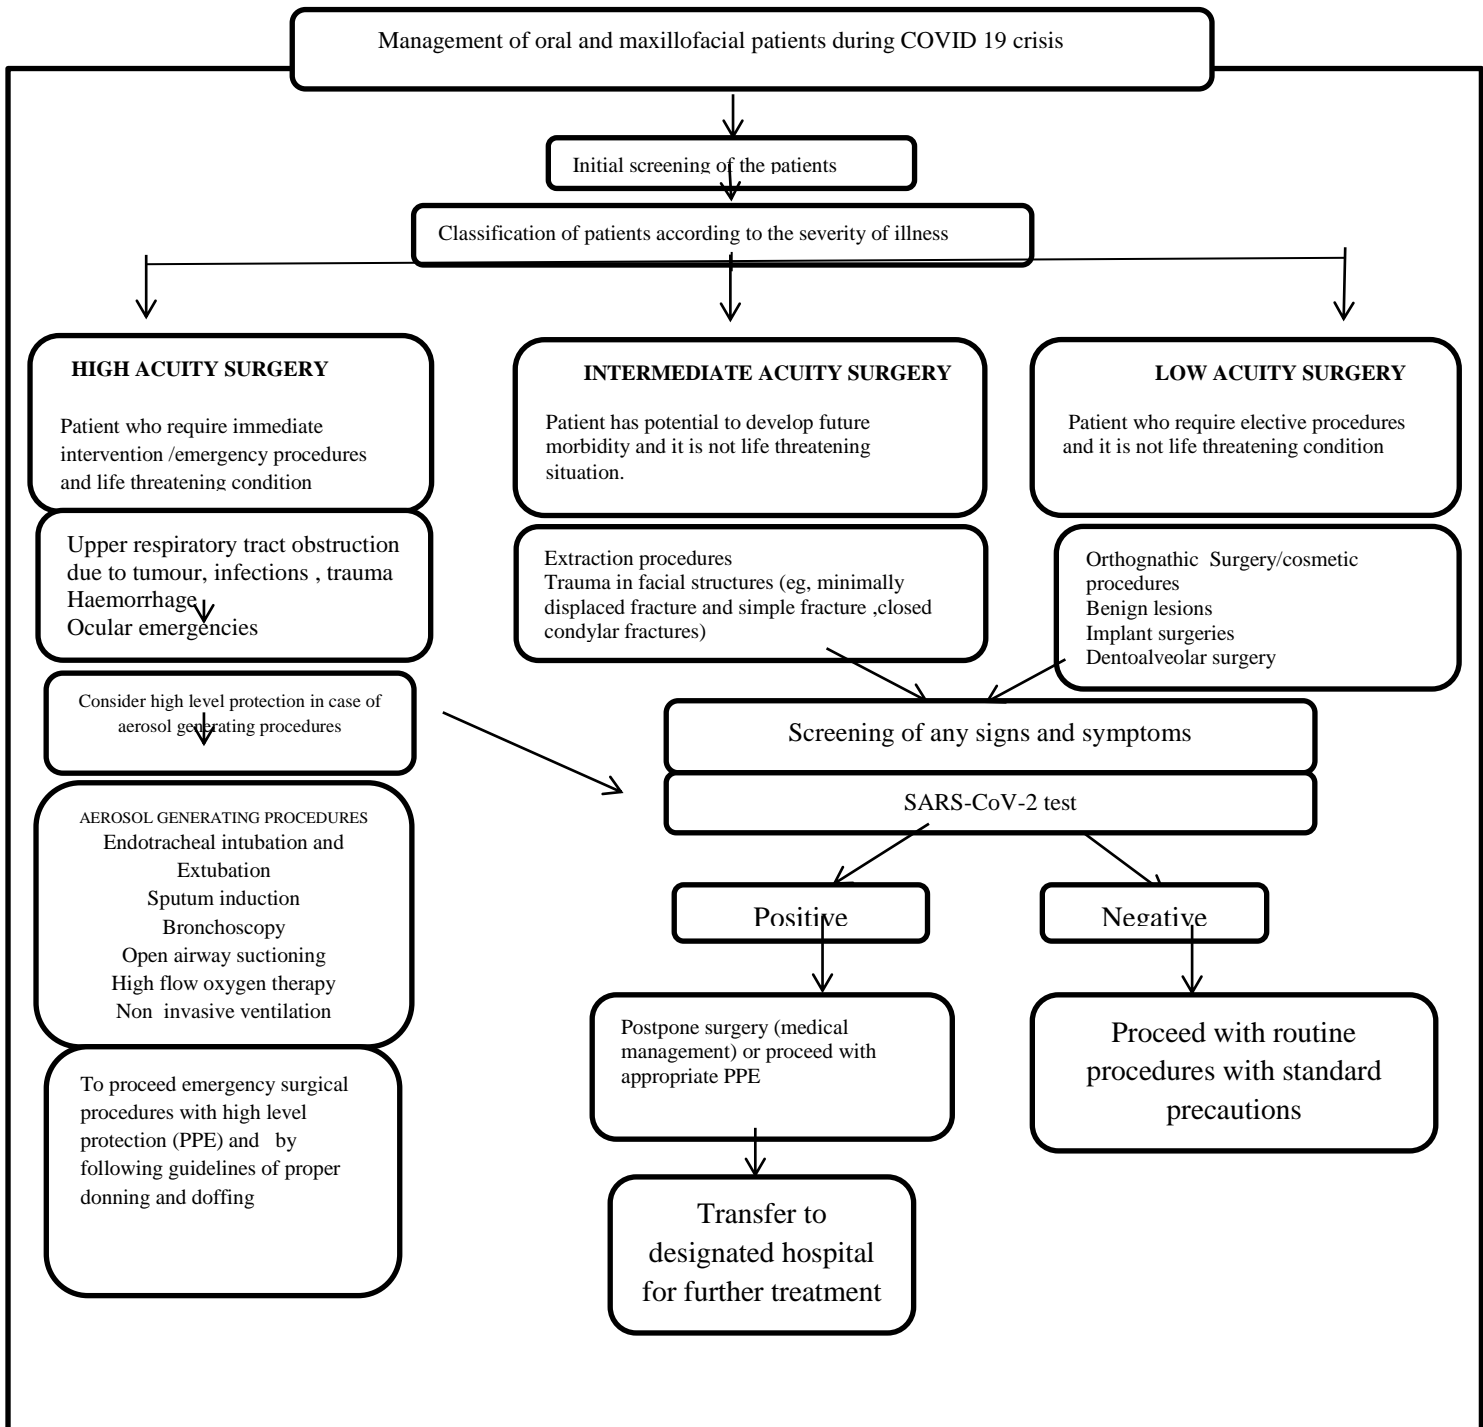 Management of oral and maxillofacial patients during COVID 19 crisis
Initial screening of the patients
Classification of patients according to the severity of illness
HIGH ACUITY SURGERY
Patient who require immediate
intervention /emergency procedures
and life threatening condition
Upper respiratory tract obstruction
due to tumour, infections , trauma
Haemorrhage
Ocular emergencies
Consider high level protection in case of
aerosol generating procedures
AEROSOL GENERATING PROCEDURES
Endotracheal intubation and
Extubation
Sputum induction
Bronchoscopy
Open airway suctioning
High flow oxygen therapy
Non invasive ventilation
To proceed emergency surgical
procedures with high level
protection (PPE) and by
following guidelines of proper
donning and doffing
INTERMEDIATE ACUITY SURGERY
Patient has potential to develop future
morbidity and it is not life threatening
situation.
Extraction procedures
Trauma in facial structures (eg, minimally
displaced fracture and simple fracture ,closed
condylar fractures)
LOW ACUITY SURGERY
Patient who require elective procedures
and it is not life threatening condition
Orthognathic Surgery/cosmetic
procedures
Benign lesions
Implant surgeries
Dentoalveolar surgery
Screening of any signs and symptoms
SARS-CoV-2 test
Positive
Negative
Postpone surgery (medical
management) or proceed with
appropriate PPE
Proceed with routine
procedures with standard
precautions
Transfer to
designated hospital
for further treatment